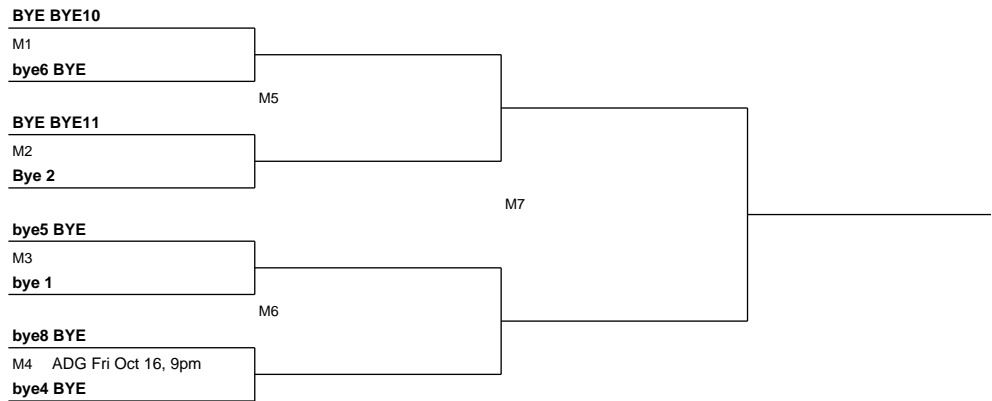 BYE BYE10
M1
bye6 BYE
M5
BYE BYE11
M2
Bye 2
M7
bye5 BYE
M3
bye 1
M6
bye8 BYE
M4 ADG Fri Oct 16, 9pm
bye4 BYE